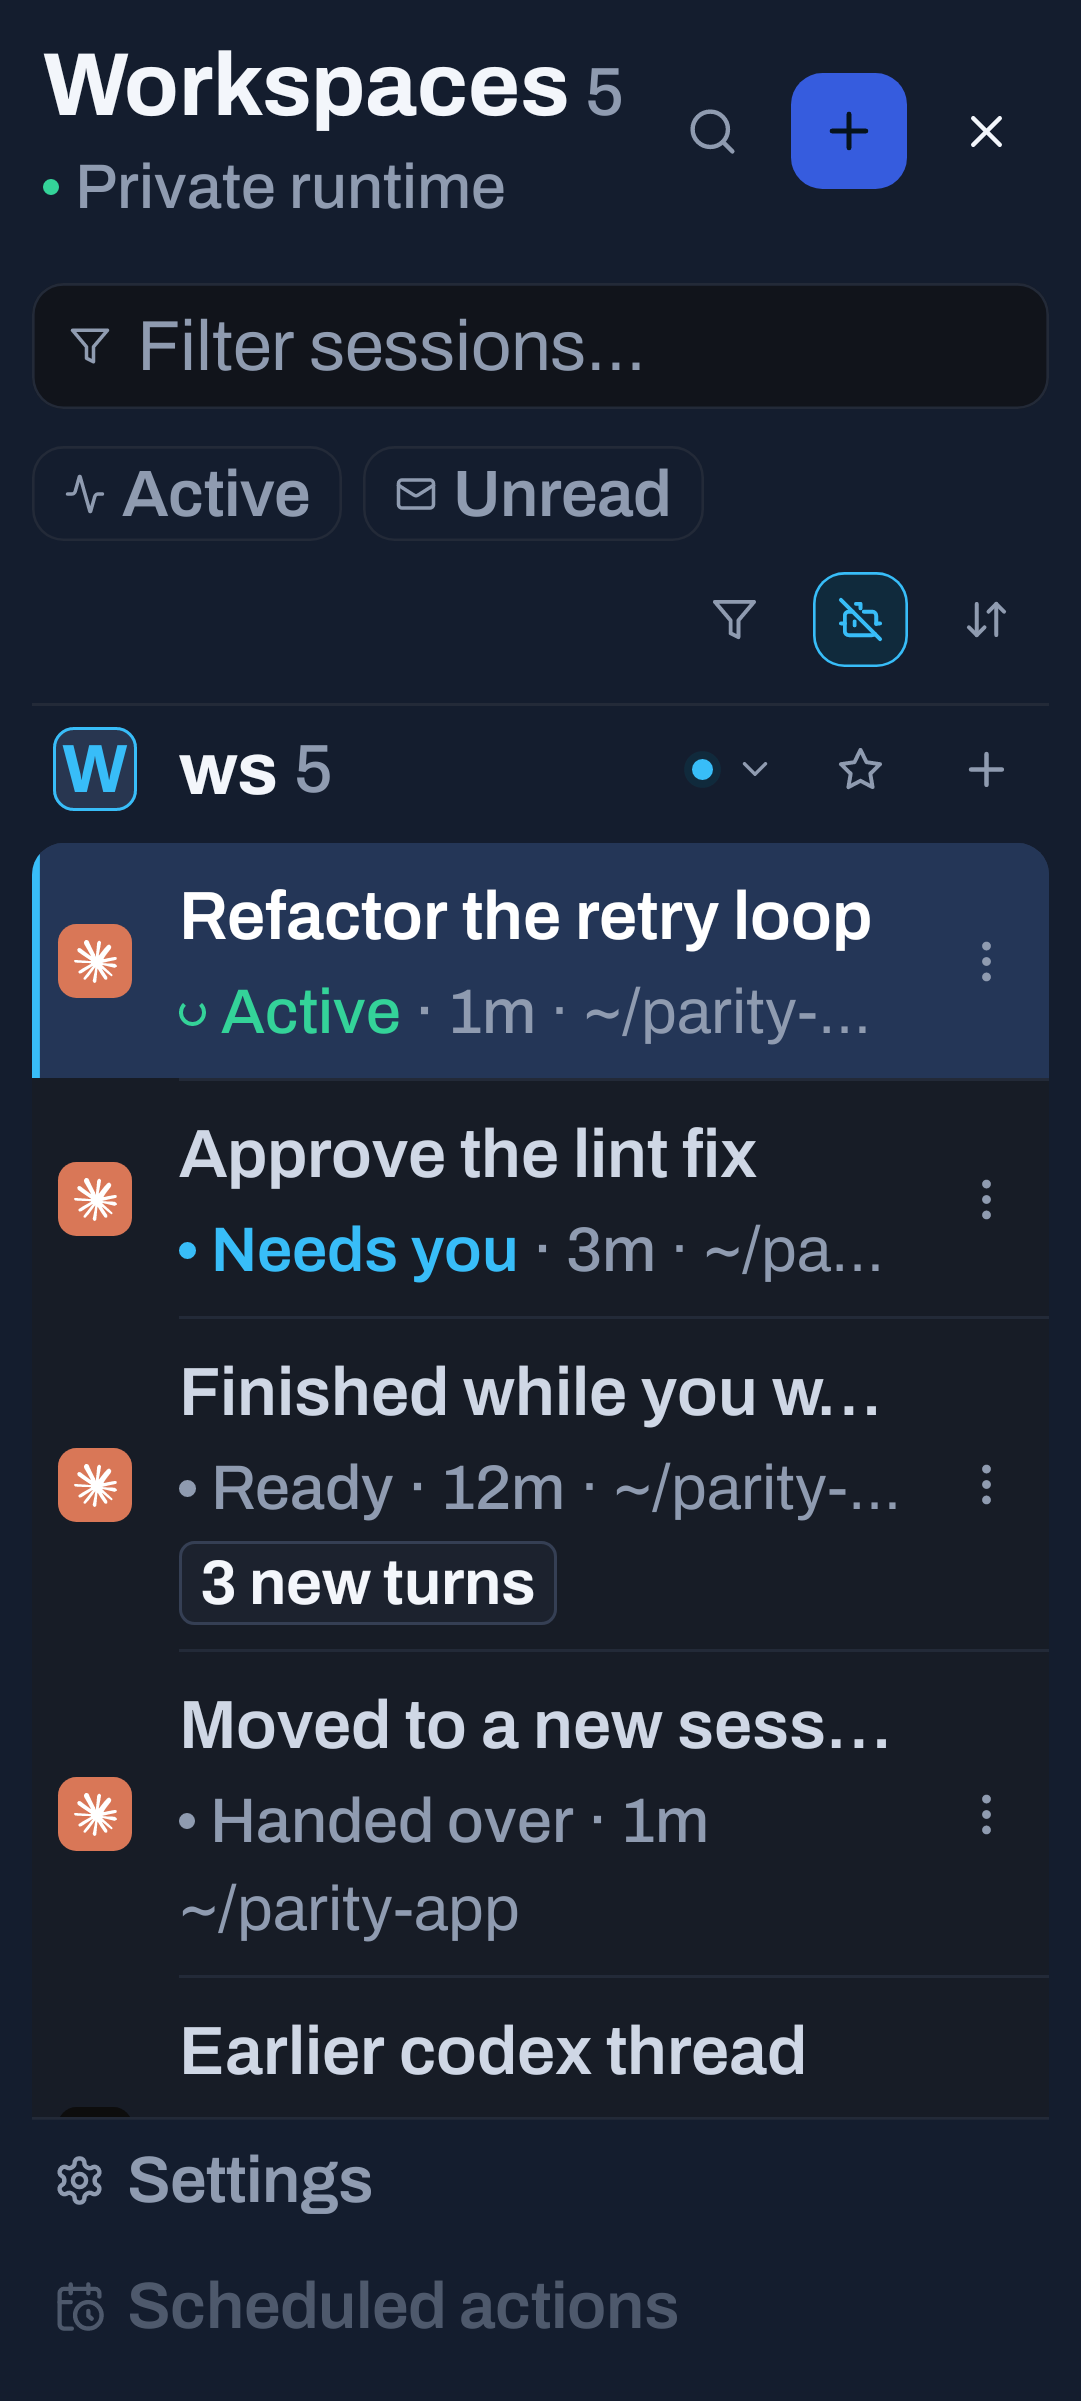 Workspaces 5
• Private runtime
Filter sessions...
Active
Unread
W ws 5
Refactor the retry loop
Active · 1m · ~/parity-...
Approve the lint fix
• Needs you · 3m · ~/pa...
Finished while you w...
• Ready · 12m · ~/parity-...
3 new turns
Moved to a new sess...
• Handed over · 1m
~/parity-app
Earlier codex thread
Settings
Scheduled actions